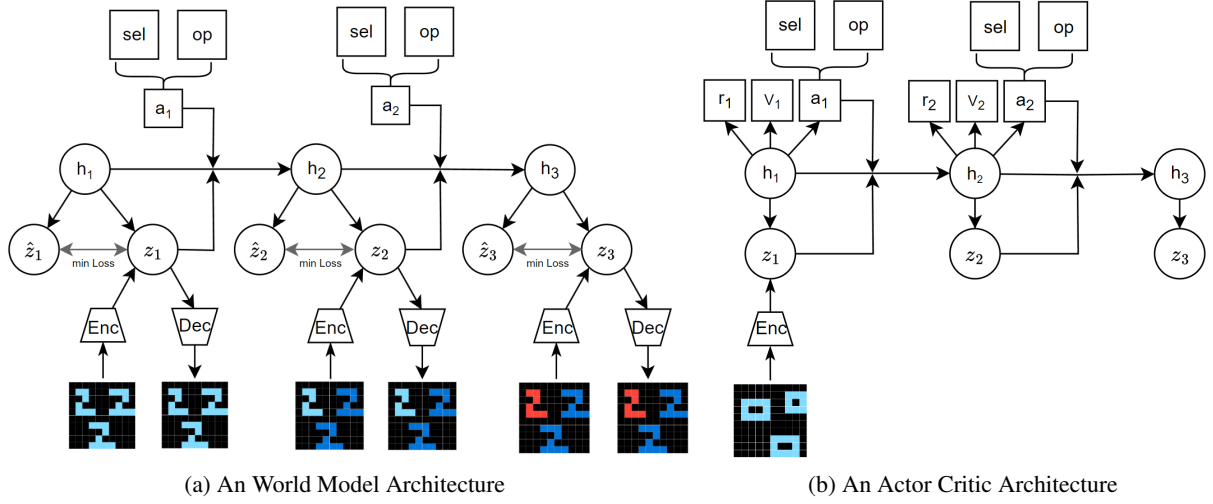 sel op sel op
a1 a2
h1 h2 h3
ẑ1 min Loss z1 ẑ2 min Loss z2 ẑ3 min Loss z3
Enc Dec Enc Dec Enc Dec
(a) An World Model Architecture
sel op sel op
r1 V1 a1 r2 V2 a2
h1 h2 h3
z1 z2 z3
Enc
(b) An Actor Critic Architecture